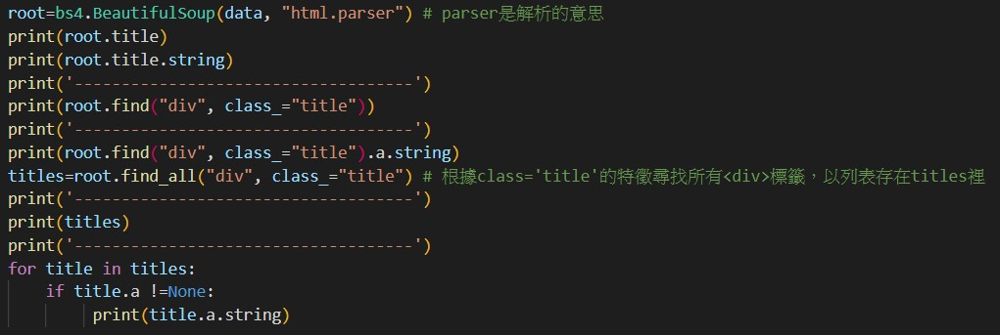 root=bs4.BeautifulSoup(data, "html.parser") # parser是解析的意思
print(root.title)
print(root.title.string)
print('-----------------------------------')
print(root.find("div", class_="title"))
print('-----------------------------------')
print(root.find("div", class_="title").a.string)
titles=root.find_all("div", class_="title") # 根據class='title'的特徵尋找所有<div>標籤，以列表存在titles裡
print('-----------------------------------')
print(titles)
print('-----------------------------------')
for title in titles:
    if title.a !=None:
        print(title.a.string)